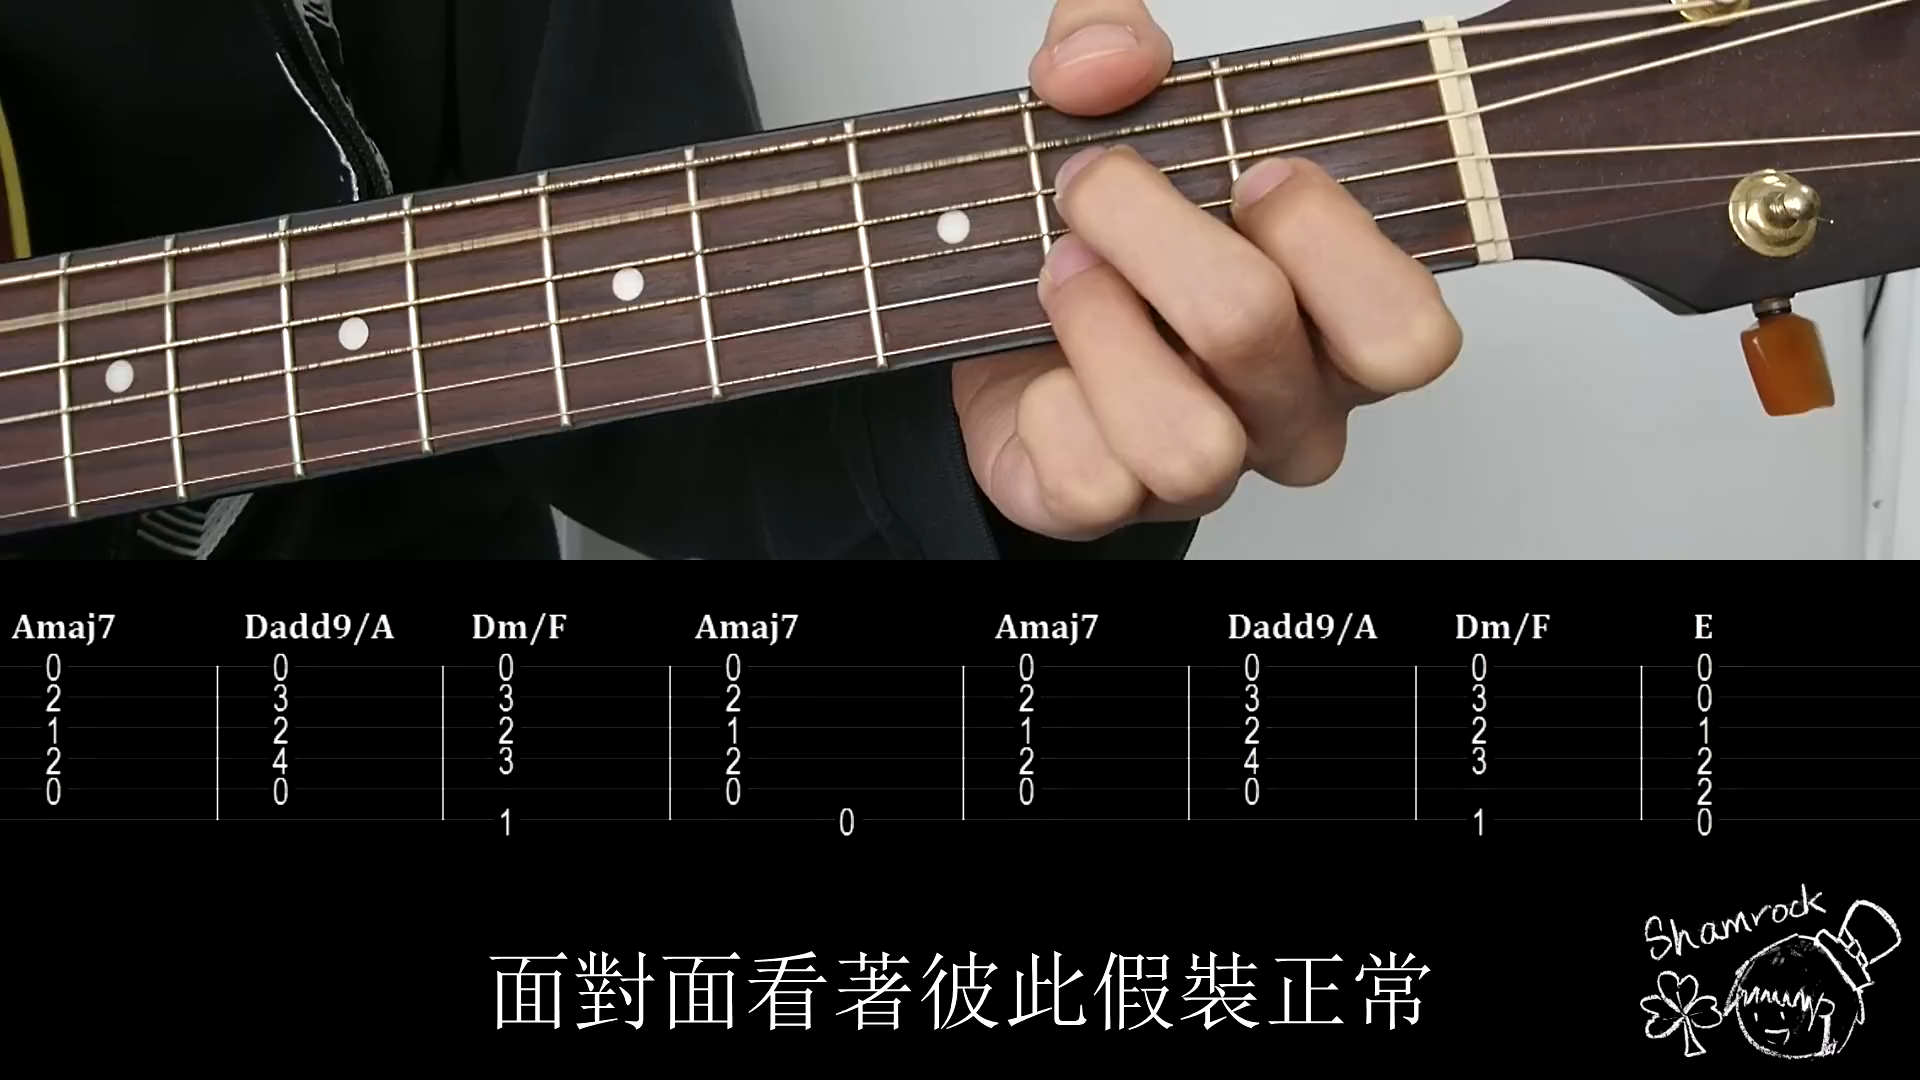 Amaj7 Dadd9/A Dm/F Amaj7 Amaj7 Dadd9/A Dm/F E
0 0 0 0 0 0 0 0
2 3 3 2 2 3 3 0
1 2 2 1 1 2 2 1
2 4 3 2 2 4 3 2
0 0 0 0 0 2
1 0 1 0
Shamrock
面對面看著彼此假裝正常